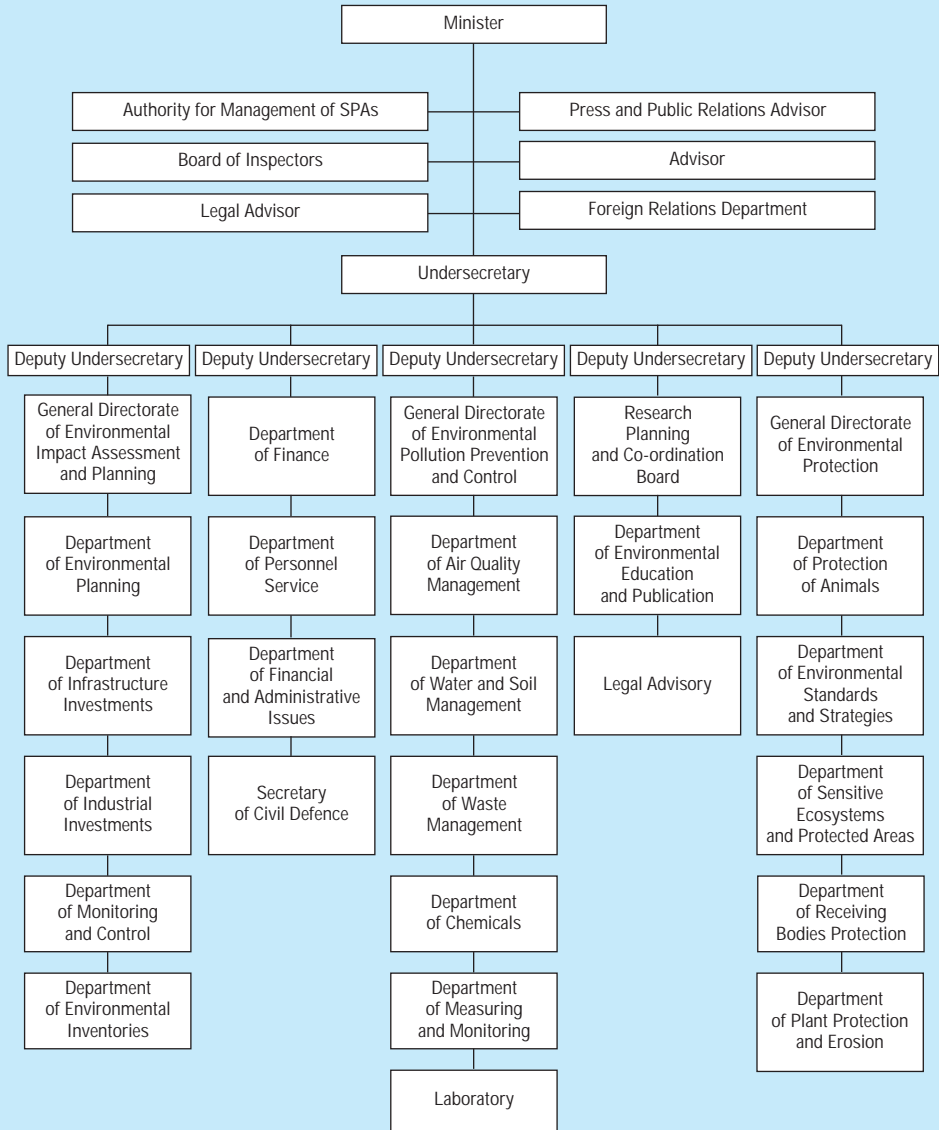 Minister
Authority for Management of SPAs
Press and Public Relations Advisor
Board of Inspectors
Advisor
Legal Advisor
Foreign Relations Department
Undersecretary
Deputy Undersecretary
General Directorate
of Environmental
Impact Assessment
and Planning
Department
of Environmental
Planning
Department
of Infrastructure
Investments
Department
of Industrial
Investments
Department
of Monitoring
and Control
Department
of Environmental
Inventories
Deputy Undersecretary
Department
of Finance
Department
of Personnel
Service
Department
of Financial
and Administrative
Issues
Secretary
of Civil Defence
Deputy Undersecretary
General Directorate
of Environmental
Pollution Prevention
and Control
Department
of Air Quality
Management
Department
of Water and Soil
Management
Department
of Waste
Management
Department
of Chemicals
Department
of Measuring
and Monitoring
Laboratory
Deputy Undersecretary
Research
Planning
and Co-ordination
Board
Department
of Environmental
Education
and Publication
Legal Advisory
Deputy Undersecretary
General Directorate
of Environmental
Protection
Department
of Protection
of Animals
Department
of Environmental
Standards
and Strategies
Department
of Sensitive
Ecosystems
and Protected Areas
Department
of Receiving
Bodies Protection
Department
of Plant Protection
and Erosion